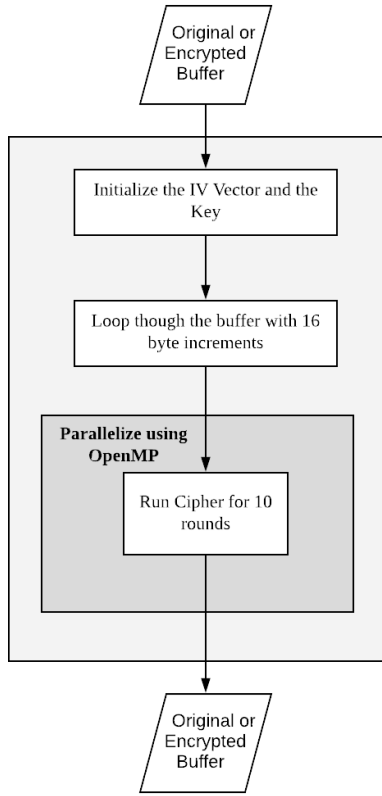 Original or
Encrypted
Buffer
Initialize the IV Vector and the
Key
Loop though the buffer with 16
byte increments
Parallelize using
OpenMP
Run Cipher for 10
rounds
Original or
Encrypted
Buffer